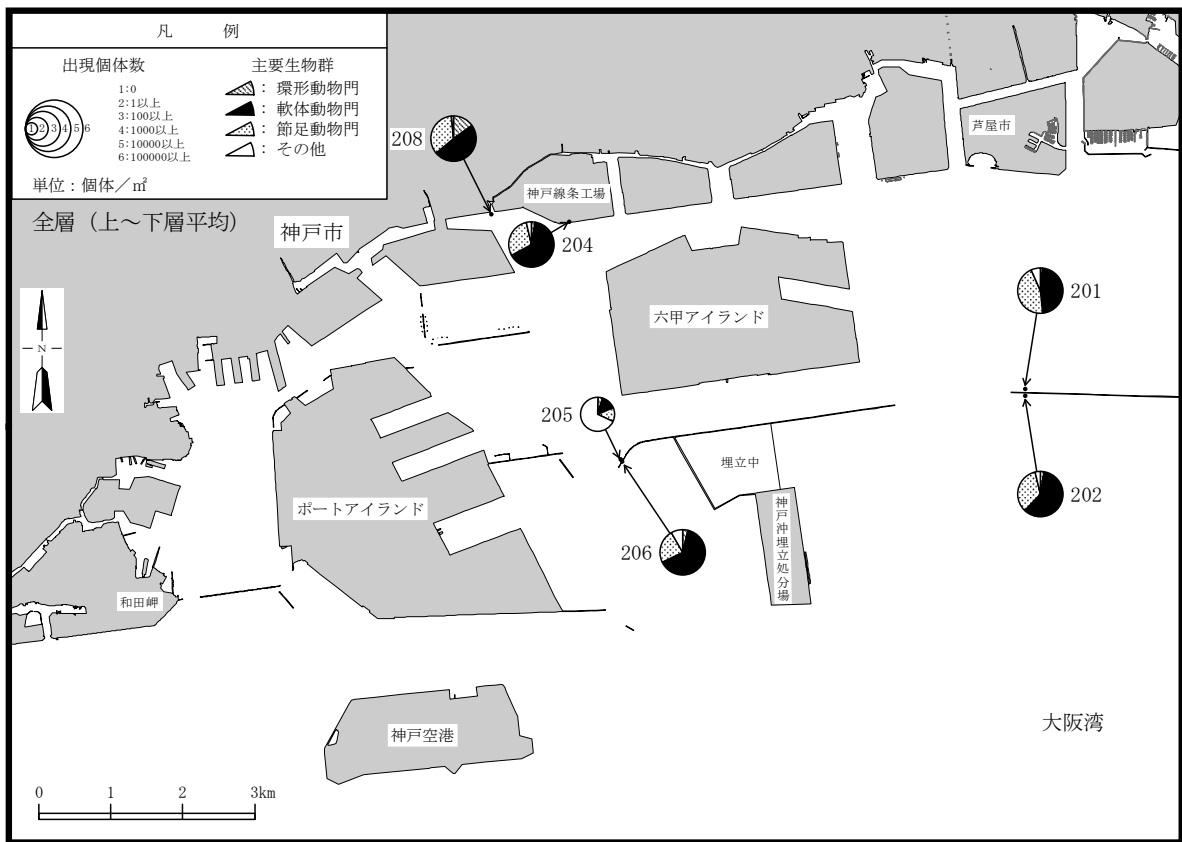 凡 例
出現個体数
1:0
2:1以上
3:100以上
4:1000以上
5:10000以上
6:100000以上
1 2 3 4 5 6
単位：個体／㎡
主要生物群
：環形動物門
：軟体動物門
：節足動物門
：その他
全層（上～下層平均）
神戸市
208
神戸線条工場
204
芦屋市
六甲アイランド
201
N
205
埋立中
ポートアイランド
神戸沖埋立処分場
202
206
和田岬
神戸空港
大阪湾
0 1 2 3km